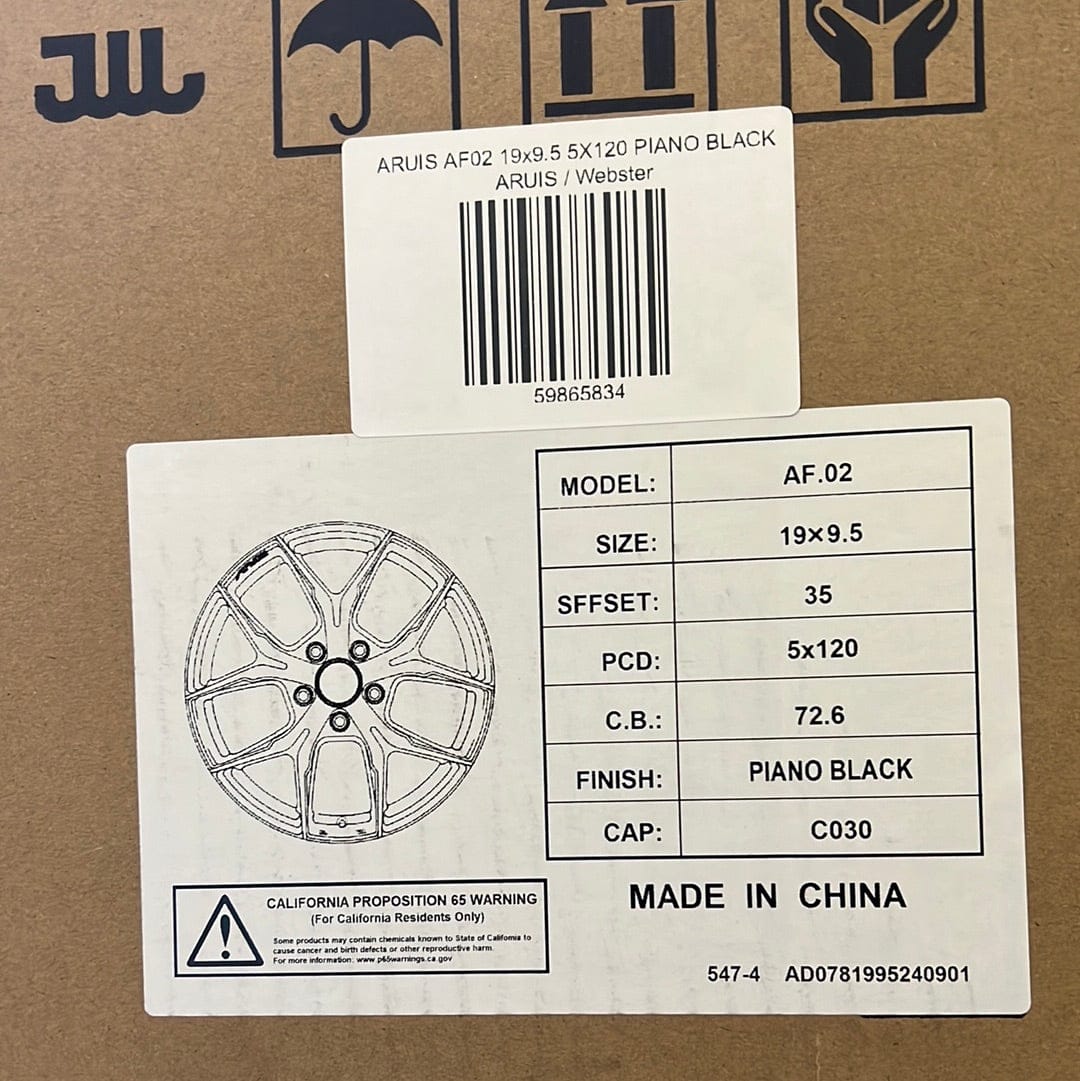 JWL
ARUIS AF02 19x9.5 5X120 PIANO BLACK
ARUIS / Webster
59865834
MODEL: AF.02
SIZE: 19×9.5
SFFSET: 35
PCD: 5x120
C.B.: 72.6
FINISH: PIANO BLACK
CAP: C030
CALIFORNIA PROPOSITION 65 WARNING
(For California Residents Only)
Some products may contain chemicals known to State of California to
cause cancer and birth defects or other reproductive harm.
For more information: www.p65warnings.ca.gov
MADE IN CHINA
547-4 AD0781995240901